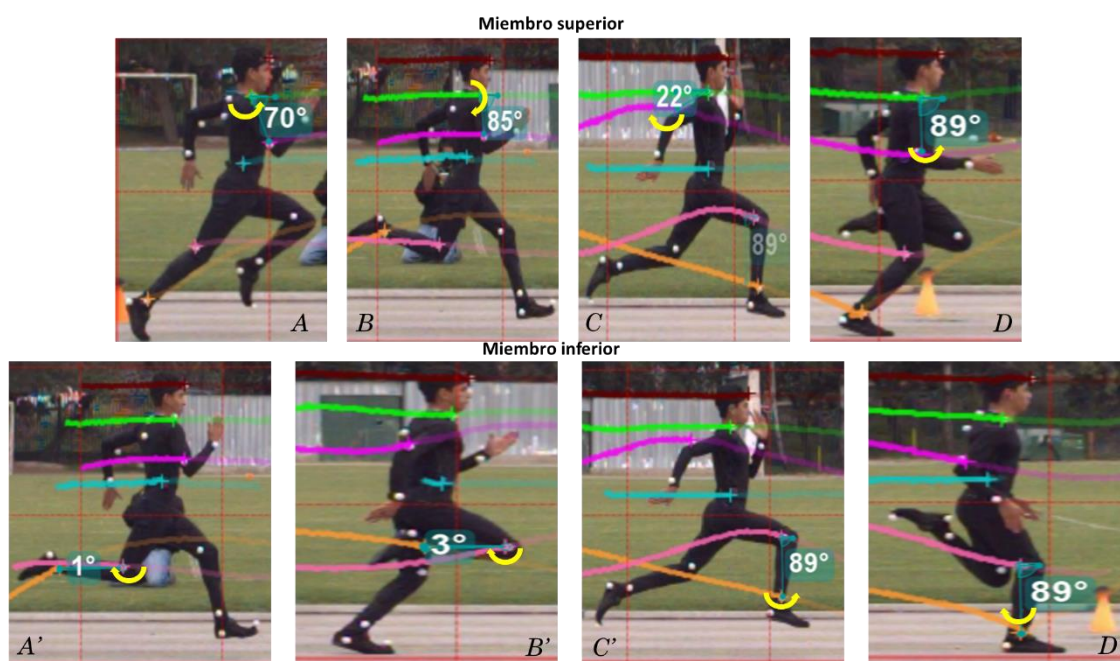 Miembro superior
70°
A
85°
B
22°
89°
C
89°
D
Miembro inferior
1°
A’
3°
B’
89°
C’
89°
D